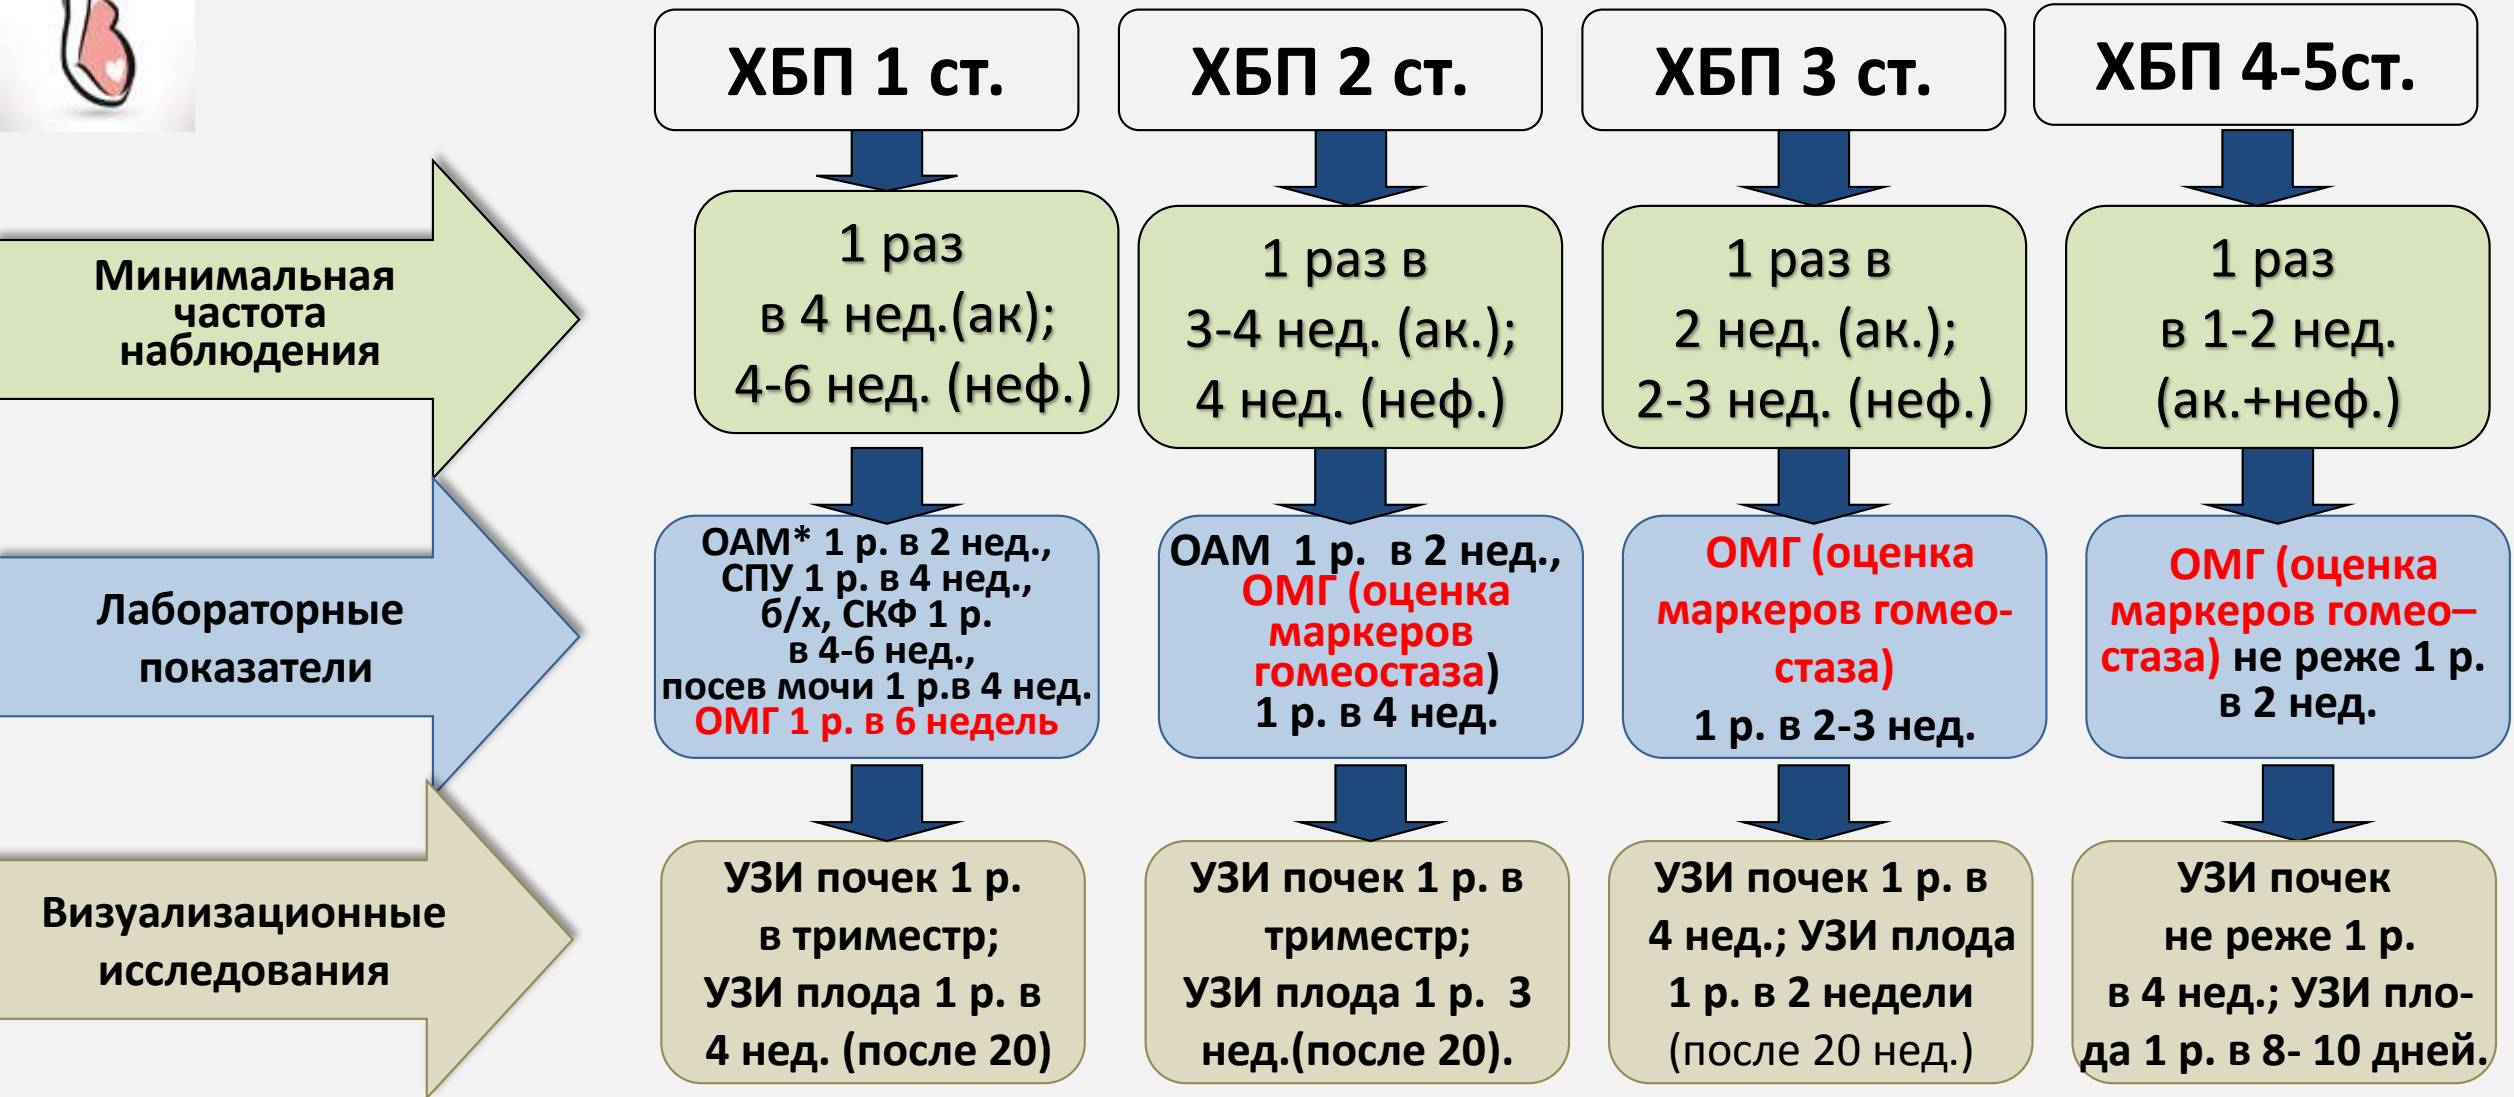 ХБП 1 ст.
ХБП 2 ст.
ХБП 3 ст.
ХБП 4-5ст.
Минимальная
частота
наблюдения
1 раз
в 4 нед.(ак);
4-6 нед. (неф.)
1 раз в
3-4 нед. (ак.);
4 нед. (неф.)
1 раз в
2 нед. (ак.);
2-3 нед. (неф.)
1 раз
в 1-2 нед.
(ак.+неф.)
Лабораторные
показатели
ОАМ* 1 р. в 2 нед.,
СПУ 1 р. в 4 нед.,
б/х, СКФ 1 р.
в 4-6 нед.,
посев мочи 1 р.в 4 нед.
ОМГ 1 р. в 6 недель
ОАМ 1 р. в 2 нед.,
ОМГ (оценка
маркеров
гомеостаза)
1 р. в 4 нед.
ОМГ (оценка
маркеров гомео-
стаза)
1 р. в 2-3 нед.
ОМГ (оценка
маркеров гомео–
стаза) не реже 1 р.
в 2 нед.
Визуализационные
исследования
УЗИ почек 1 р.
в триместр;
УЗИ плода 1 р. в
4 нед. (после 20)
УЗИ почек 1 р. в
триместр;
УЗИ плода 1 р. 3
нед.(после 20).
УЗИ почек 1 р. в
4 нед.; УЗИ плода
1 р. в 2 недели
(после 20 нед.)
УЗИ почек
не реже 1 р.
в 4 нед.; УЗИ пло-
да 1 р. в 8- 10 дней.